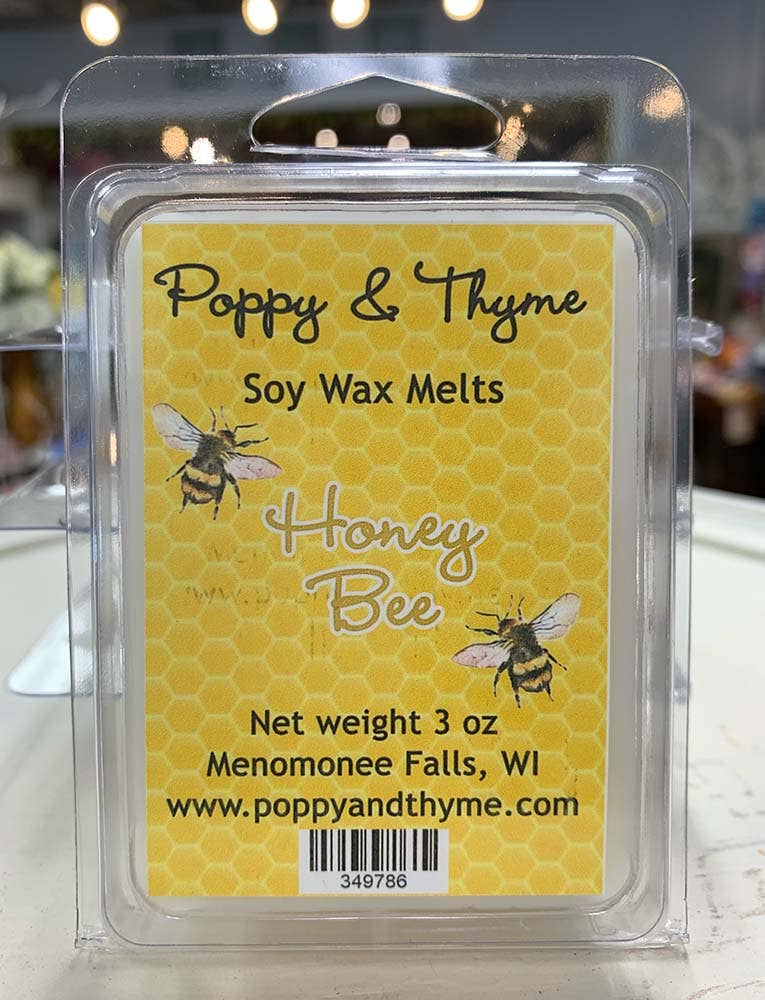 Poppy & Thyme
Soy Wax Melts
Honey
Bee
Net weight 3 oz
Menomonee Falls, WI
www.poppyandthyme.com
349786